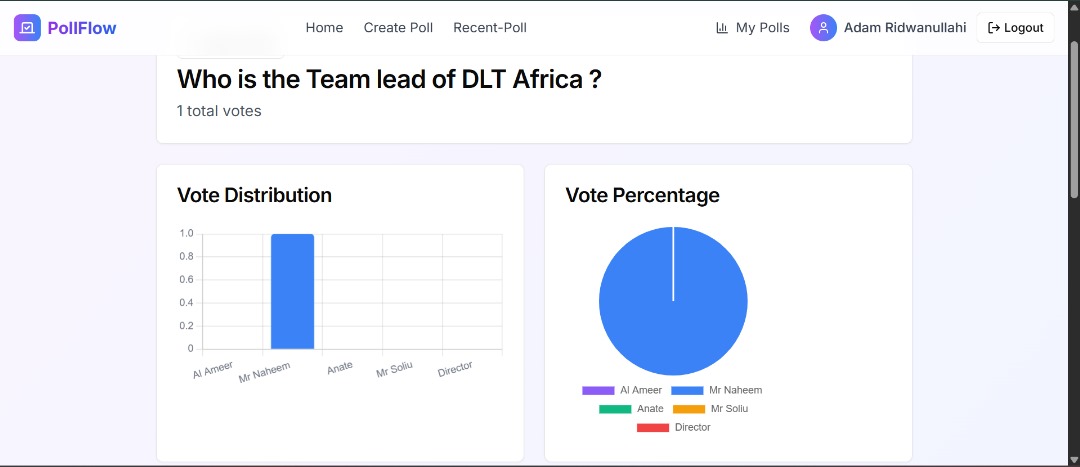 PollFlow Home Create Poll Recent-Poll My Polls Adam Ridwanullahi Logout
Who is the Team lead of DLT Africa ?
1 total votes
Vote Distribution
1.0
0.8
0.6
0.4
0.2
0
Al Ameer Mr Naheem Anate Mr Soliu Director
Vote Percentage
Al Ameer Mr Naheem
Anate Mr Soliu
Director